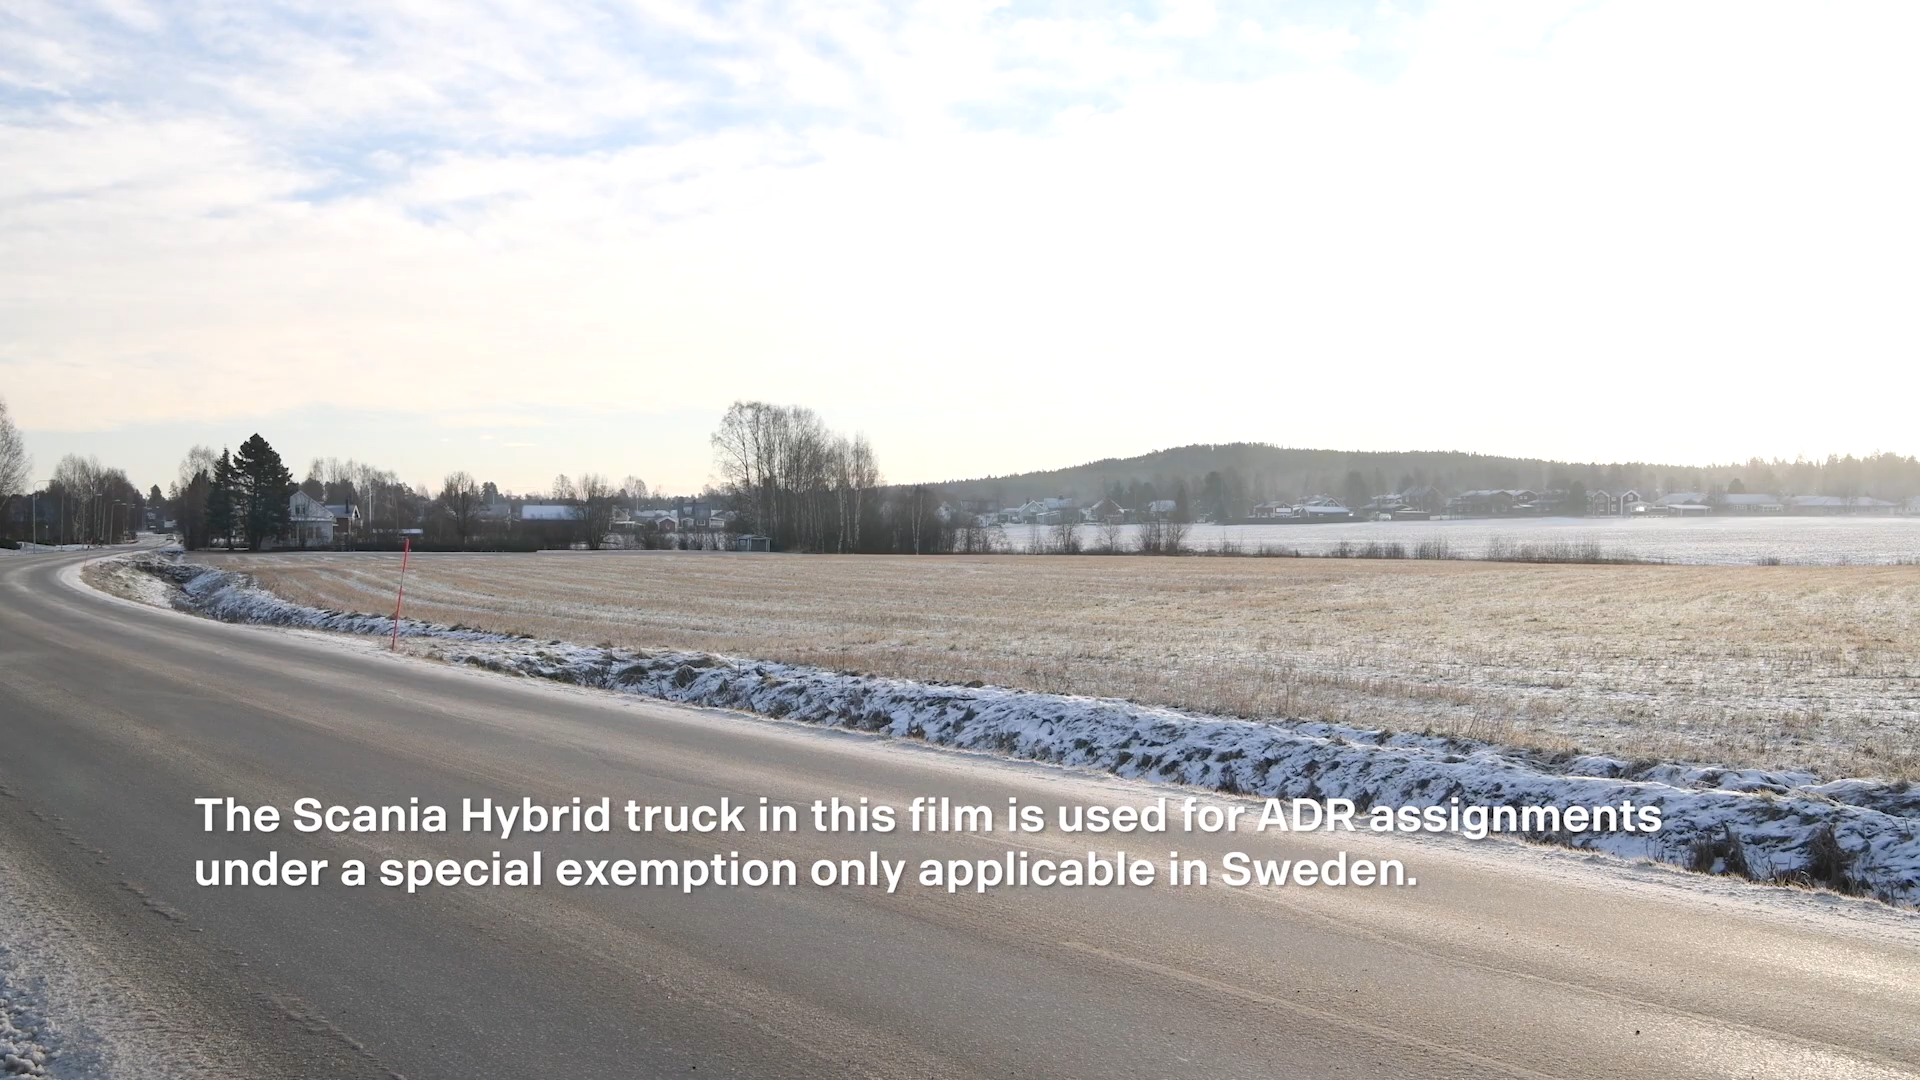 The Scania Hybrid truck in this film is used for ADR assignments
under a special exemption only applicable in Sweden.